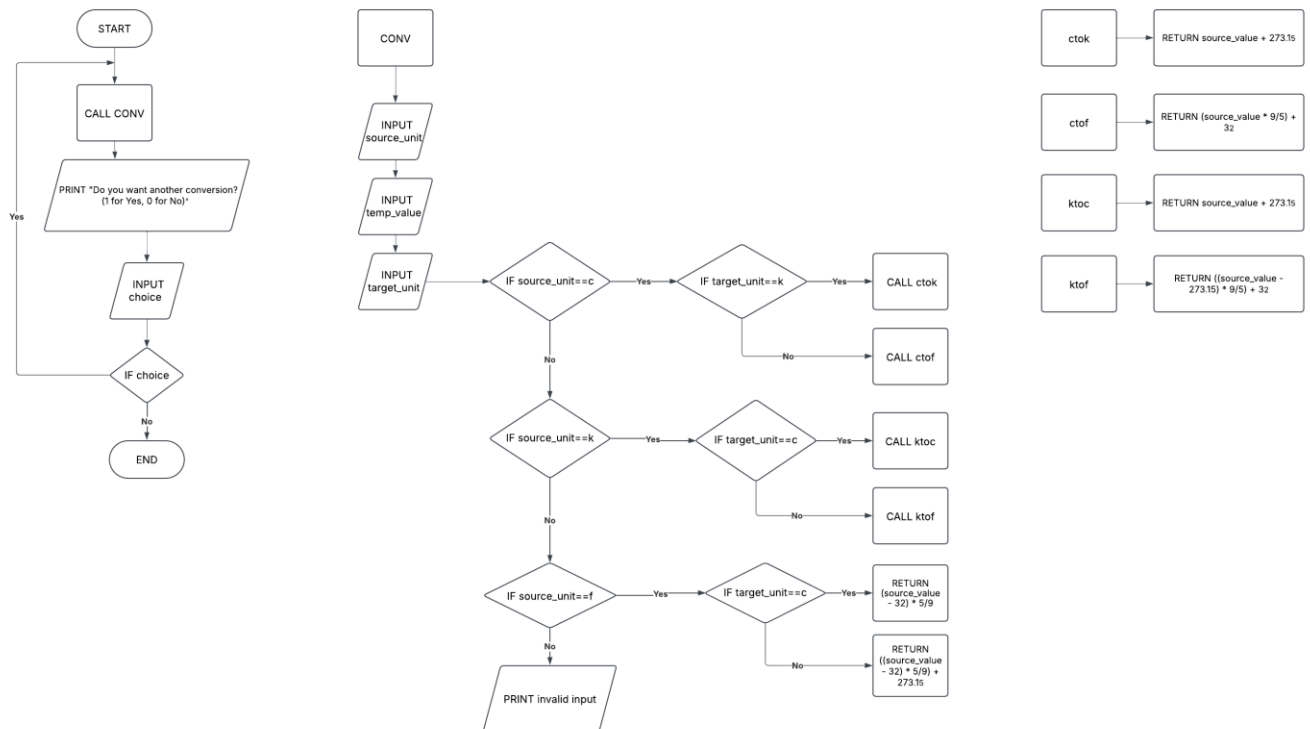 START
CALL CONV
PRINT "Do you want another conversion?
(1 for Yes, 0 for No)"
INPUT
choice
IF choice
Yes
No
END
CONV
INPUT
source_unit
INPUT
temp_value
INPUT
target_unit
IF source_unit==c
Yes
IF target_unit==k
Yes
CALL ctok
No
CALL ctof
No
IF source_unit==k
Yes
IF target_unit==c
Yes
CALL ktoc
No
CALL ktof
No
IF source_unit==f
Yes
IF target_unit==c
Yes
RETURN
(source_value
- 32) * 5/9
No
RETURN
((source_value
- 32) * 5/9) +
273.15
No
PRINT invalid input
ctok
RETURN source_value + 273.15
ctof
RETURN (source_value * 9/5) +
32
ktoc
RETURN source_value + 273.15
ktof
RETURN ((source_value -
273.15) * 9/5) + 32